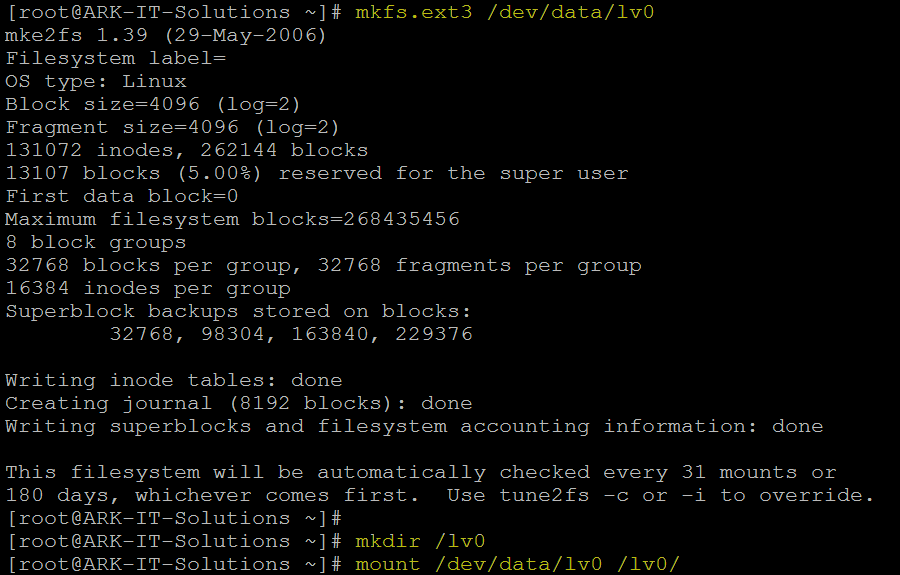 [root@ARK-IT-Solutions ~]# mkfs.ext3 /dev/data/lv0
mke2fs 1.39 (29-May-2006)
Filesystem label=
OS type: Linux
Block size=4096 (log=2)
Fragment size=4096 (log=2)
131072 inodes, 262144 blocks
13107 blocks (5.00%) reserved for the super user
First data block=0
Maximum filesystem blocks=268435456
8 block groups
32768 blocks per group, 32768 fragments per group
16384 inodes per group
Superblock backups stored on blocks:
        32768, 98304, 163840, 229376

Writing inode tables: done
Creating journal (8192 blocks): done
Writing superblocks and filesystem accounting information: done

This filesystem will be automatically checked every 31 mounts or
180 days, whichever comes first.  Use tune2fs -c or -i to override.
[root@ARK-IT-Solutions ~]#
[root@ARK-IT-Solutions ~]# mkdir /lv0
[root@ARK-IT-Solutions ~]# mount /dev/data/lv0 /lv0/